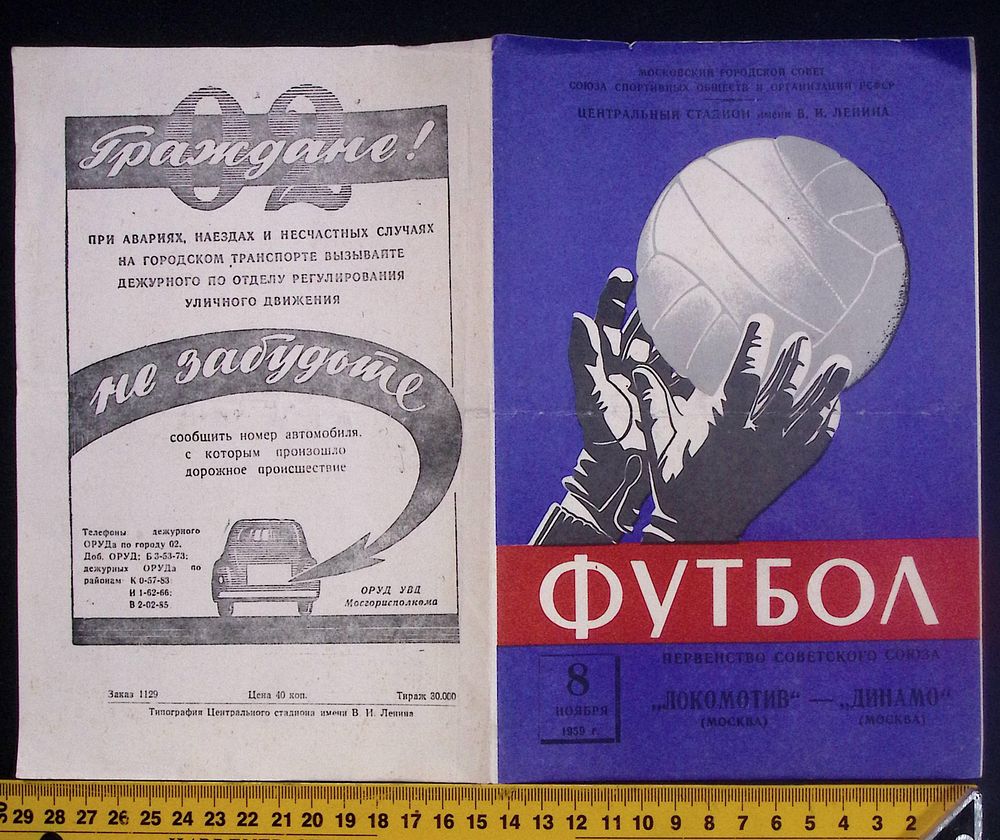 02
Граждане!
ПРИ АВАРИЯХ, НАЕЗДАХ И НЕСЧАСТНЫХ СЛУЧАЯХ
НА ГОРОДСКОМ ТРАНСПОРТЕ ВЫЗЫВАЙТЕ
ДЕЖУРНОГО ПО ОТДЕЛУ РЕГУЛИРОВАНИЯ
УЛИЧНОГО ДВИЖЕНИЯ
не забудьте
сообщить номер автомобиля,
с которым произошло
дорожное происшествие
Телефоны дежурного
ОРУДа по городу 02.
Доб. ОРУД: Б 3-53-73;
дежурных ОРУДа по
районам К 0-57-83
И 1-62-66;
В 2-02-85
ОРУД УВД
Мосгорисполкома
Заказ 1129 Цена 40 коп. Тираж 30.000
Типография Центрального стадиона имени В. И. Ленина
МОСКОВСКИЙ ГОРОДСКОЙ СОВЕТ
СОЮЗА СПОРТИВНЫХ ОБЩЕСТВ И ОРГАНИЗАЦИЙ РСФСР
ЦЕНТРАЛЬНЫЙ СТАДИОН имени В. И. ЛЕНИНА
ФУТБОЛ
ПЕРВЕНСТВО СОВЕТСКОГО СОЮЗА
8
НОЯБРЯ
1959 г.
„ЛОКОМОТИВ“ — „ДИНАМО“
(МОСКВА) (МОСКВА)
29 28 27 26 25 24 23 22 21 20 19 18 17 16 15 14 13 12 11 10 9 8 7 6 5 4 3 2